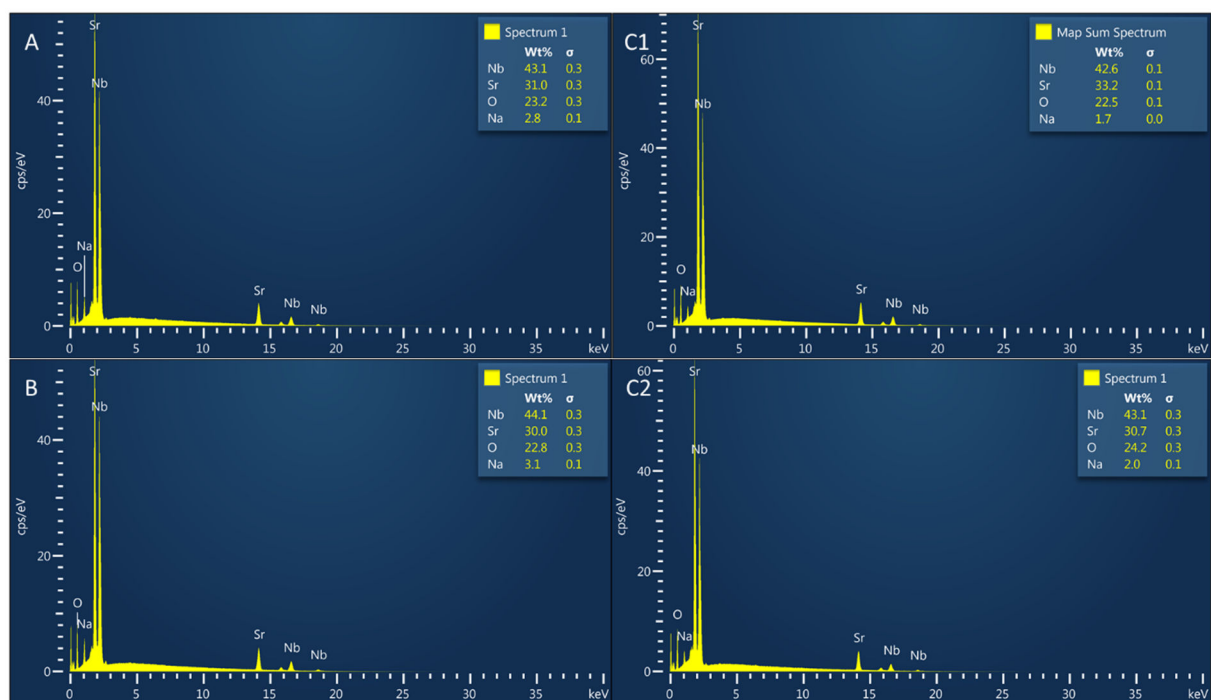 A
Spectrum 1
Wt% σ
Nb 43.1 0.3
Sr 31.0 0.3
O 23.2 0.3
Na 2.8 0.1
Sr
Nb
Na
O
Sr
Nb
Nb
40
20
0
cps/eV
0 5 10 15 20 25 30 35 keV
C1
Map Sum Spectrum
Wt% σ
Nb 42.6 0.1
Sr 33.2 0.1
O 22.5 0.1
Na 1.7 0.0
Sr
Nb
O
Na
Sr
Nb
Nb
60
40
20
0
cps/eV
0 5 10 15 20 25 30 35 keV
B
Spectrum 1
Wt% σ
Nb 44.1 0.3
Sr 30.0 0.3
O 22.8 0.3
Na 3.1 0.1
Sr
Nb
O
Na
Sr
Nb
Nb
40
20
0
cps/eV
0 5 10 15 20 25 30 35 keV
C2
Spectrum 1
Wt% σ
Nb 43.1 0.3
Sr 30.7 0.3
O 24.2 0.3
Na 2.0 0.1
Sr
Nb
O
Na
Sr
Nb
Nb
60
40
20
0
cps/eV
0 5 10 15 20 25 30 35 keV